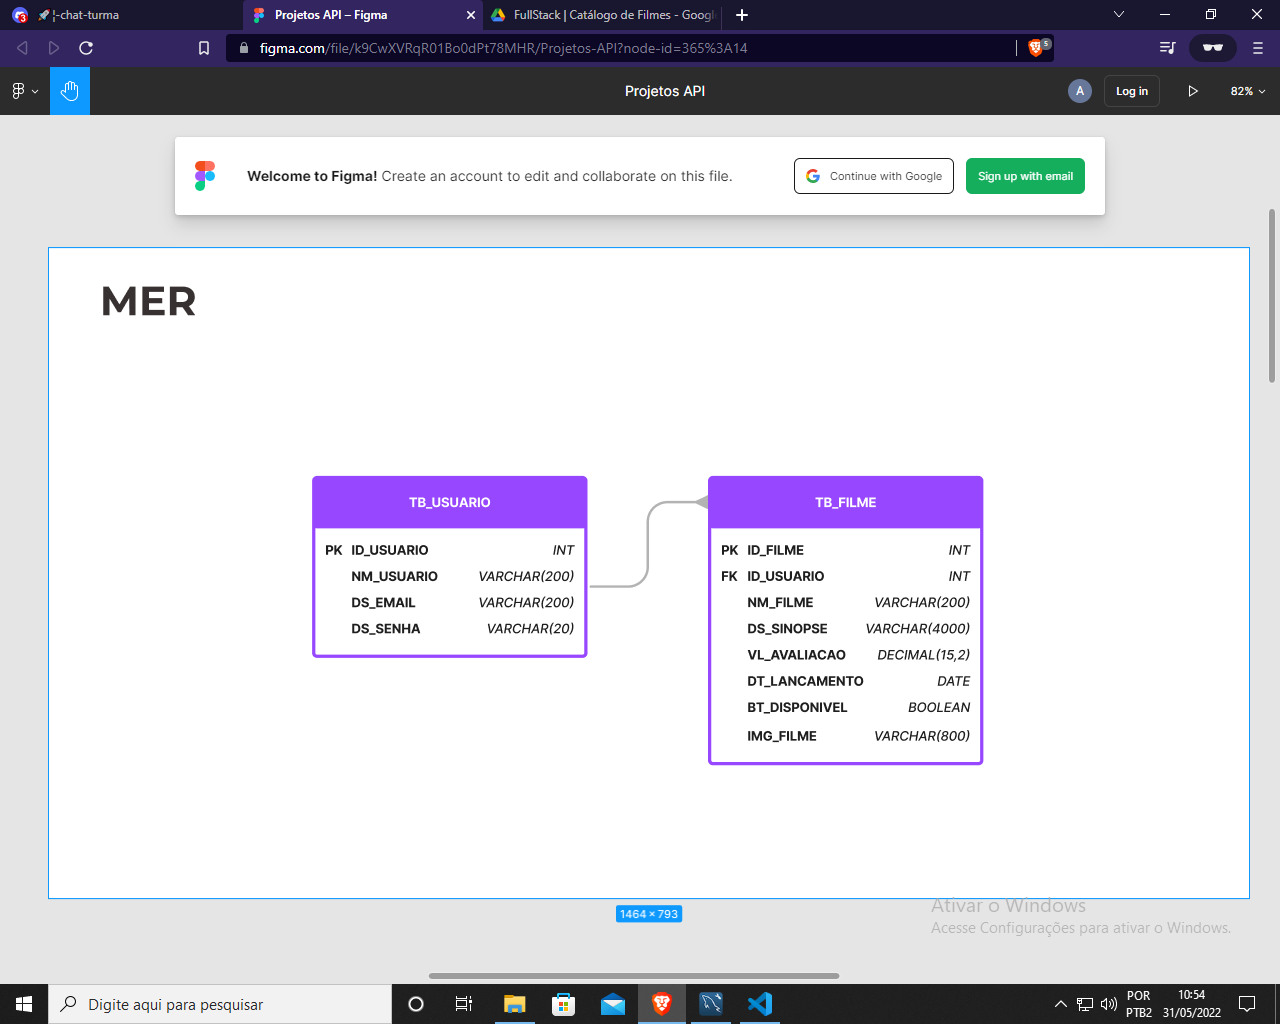 3
🚀 ¦-chat-turma
Projetos API – Figma
FullStack | Catálogo de Filmes - Googl
figma.com/file/k9CwXVRqR01Bo0dPt78MHR/Projetos-API?node-id=365%3A14
5
Projetos API
A
Log in
82%
Welcome to Figma! Create an account to edit and collaborate on this file.
Continue with Google
Sign up with email
MER
TB_USUARIO
PK ID_USUARIO INT
NM_USUARIO VARCHAR(200)
DS_EMAIL VARCHAR(200)
DS_SENHA VARCHAR(20)
TB_FILME
PK ID_FILME INT
FK ID_USUARIO INT
NM_FILME VARCHAR(200)
DS_SINOPSE VARCHAR(4000)
VL_AVALIACAO DECIMAL(15,2)
DT_LANCAMENTO DATE
BT_DISPONIVEL BOOLEAN
IMG_FILME VARCHAR(800)
1464 × 793
Ativar o Windows
Acesse Configurações para ativar o Windows.
Digite aqui para pesquisar
POR
PTB2
10:54
31/05/2022